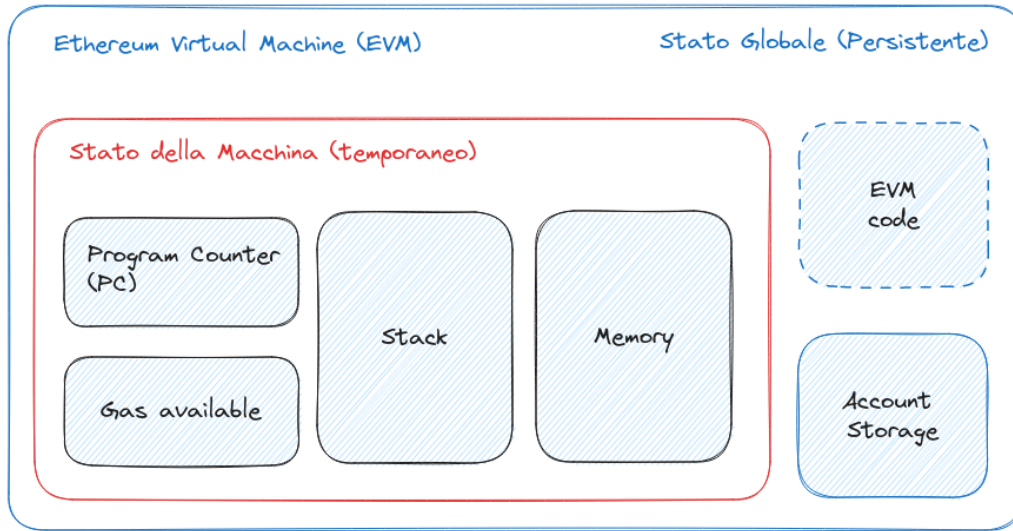 Ethereum Virtual Machine (EVM)
Stato Globale (Persistente)
Stato della Macchina (temporaneo)
Program Counter
(PC)
Gas available
Stack
Memory
EVM
code
Account
Storage